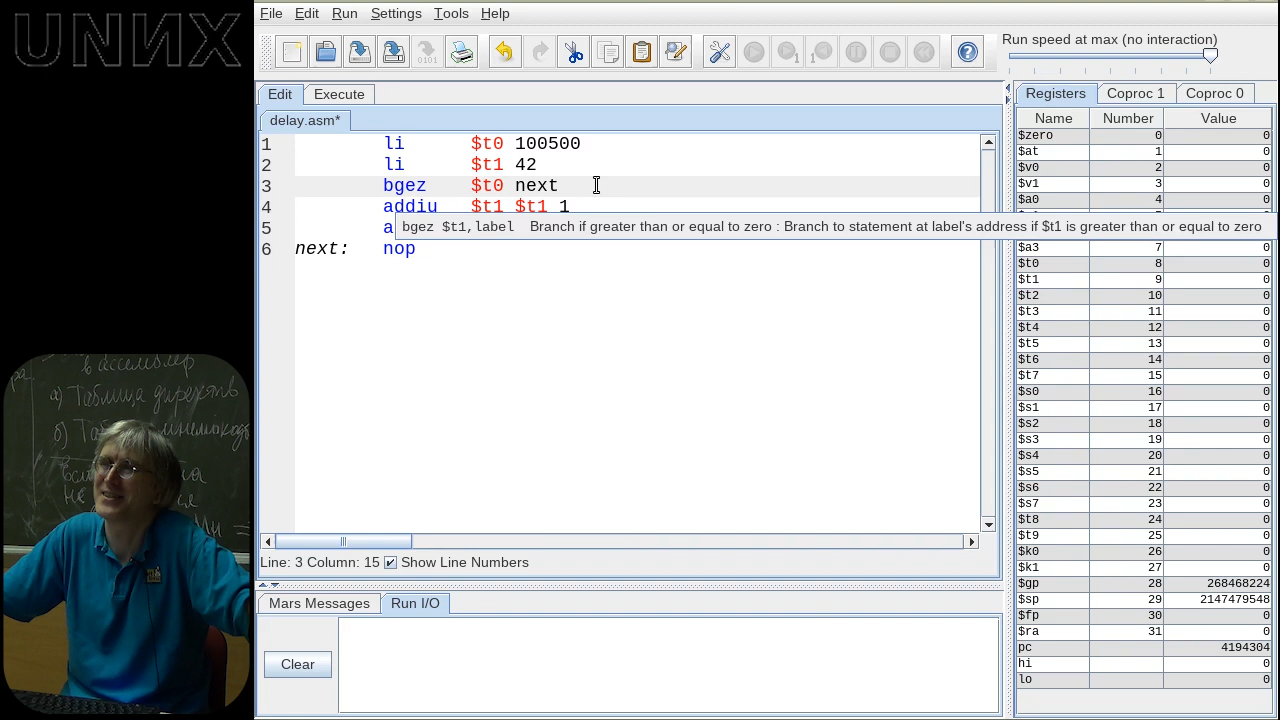 UNИX
File Edit Run Settings Tools Help
Run speed at max (no interaction)
Edit Execute
delay.asm*
1 li $t0 100500
2 li $t1 42
3 bgez $t0 next
4 addiu $t1 $t1 1
5 a
bgez $t1,label Branch if greater than or equal to zero : Branch to statement at label's address if $t1 is greater than or equal to zero
6 next: nop
Line: 3 Column: 15 Show Line Numbers
Mars Messages Run I/O
Clear
Registers Coproc 1 Coproc 0
Name Number Value
$zero 0 0
$at 1 0
$v0 2 0
$v1 3 0
$a0 4 0
$a3 7 0
$t0 8 0
$t1 9 0
$t2 10 0
$t3 11 0
$t4 12 0
$t5 13 0
$t6 14 0
$t7 15 0
$s0 16 0
$s1 17 0
$s2 18 0
$s3 19 0
$s4 20 0
$s5 21 0
$s6 22 0
$s7 23 0
$t8 24 0
$t9 25 0
$k0 26 0
$k1 27 0
$gp 28 268468224
$sp 29 2147479548
$fp 30 0
$ra 31 0
pc 4194304
hi 0
lo 0
в ассемблер
а) Таблица директив
б)
не